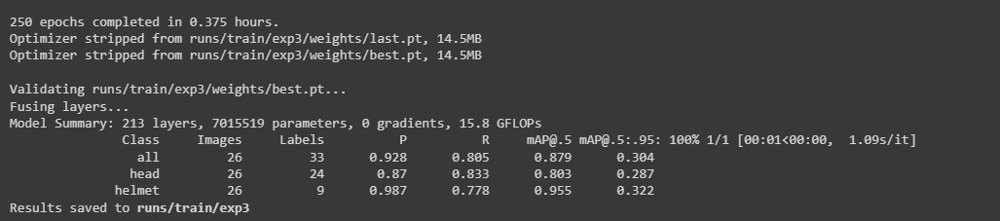 250 epochs completed in 0.375 hours.
Optimizer stripped from runs/train/exp3/weights/last.pt, 14.5MB
Optimizer stripped from runs/train/exp3/weights/best.pt, 14.5MB
Validating runs/train/exp3/weights/best.pt...
Fusing layers...
Model Summary: 213 layers, 7015519 parameters, 0 gradients, 15.8 GFLOPs
Class Images Labels P R mAP@.5 mAP@.5:.95: 100% 1/1 [00:01<00:00, 1.09s/it]
all 26 33 0.928 0.805 0.879 0.304
head 26 24 0.87 0.833 0.803 0.287
helmet 26 9 0.987 0.778 0.955 0.322
Results saved to runs/train/exp3